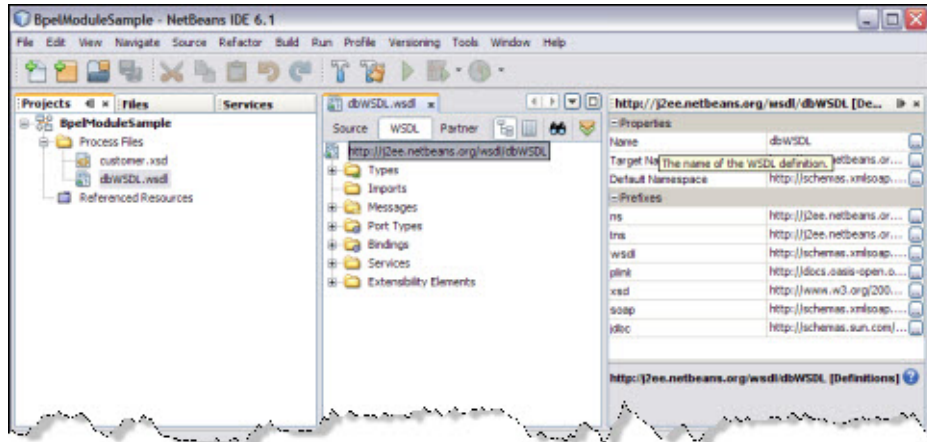 BpelModuleSample - NetBeans IDE 6.1
File Edit View Navigate Source Refactor Build Run Profile Versioning Tools Window Help
Projects Files Services
dbWSDL.wsdl
http://j2ee.netbeans.org/wsdl/dbWSDL [De...
BpelModuleSample
Process Files
customer.xsd
dbWSDL.wsdl
Referenced Resources
Source WSDL Partner
http://j2ee.netbeans.org/wsdl/dbWSDL
Types
Imports
Messages
Port Types
Bindings
Services
Extensibility Elements
Properties
Name dbWSDL
Target Na
The name of the WSDL definition.
etbeans.or...
Default Namespace http://schemas.xmlsoap....
Prefixes
ns http://j2ee.netbeans.or...
tns http://j2ee.netbeans.or...
wsdl http://schemas.xmlsoap....
plink http://docs.oasis-open.o...
xsd http://www.w3.org/200...
soap http://schemas.xmlsoap....
jdbc http://schemas.sun.com/...
http://j2ee.netbeans.org/wsdl/dbWSDL [Definitions]